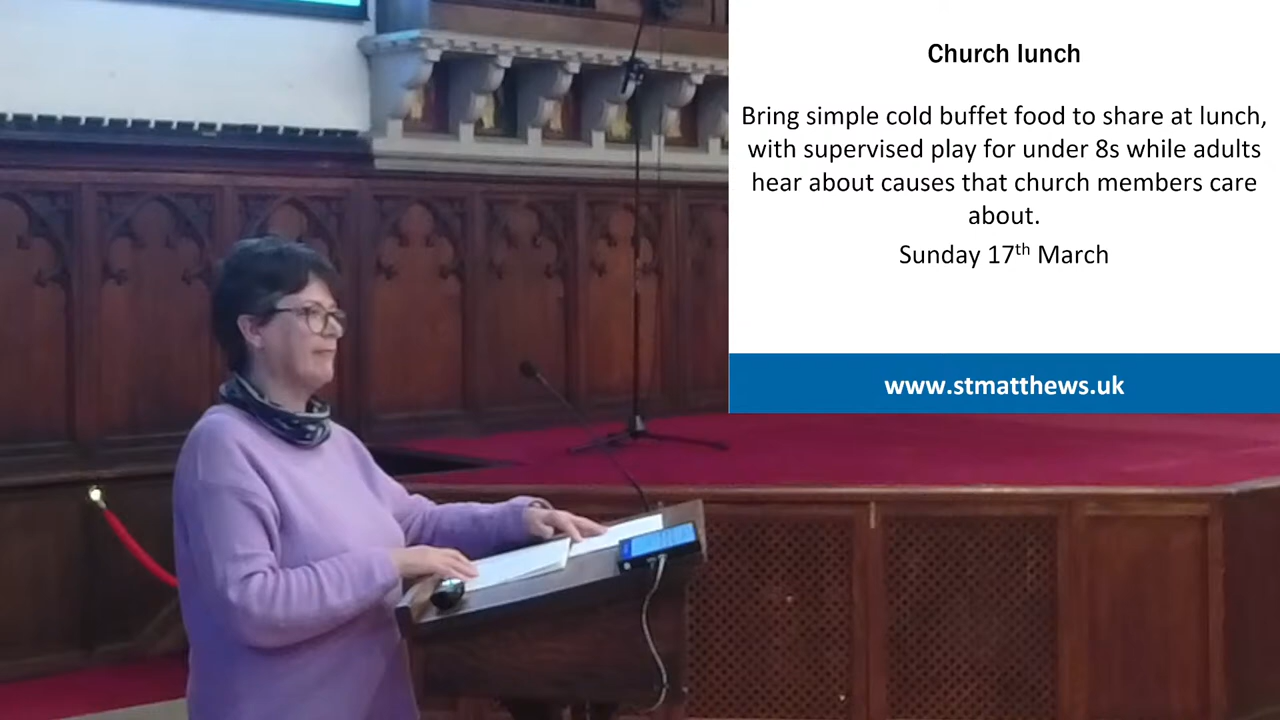 Church lunch
Bring simple cold buffet food to share at lunch,
with supervised play for under 8s while adults
hear about causes that church members care
about.
Sunday 17th March
www.stmatthews.uk